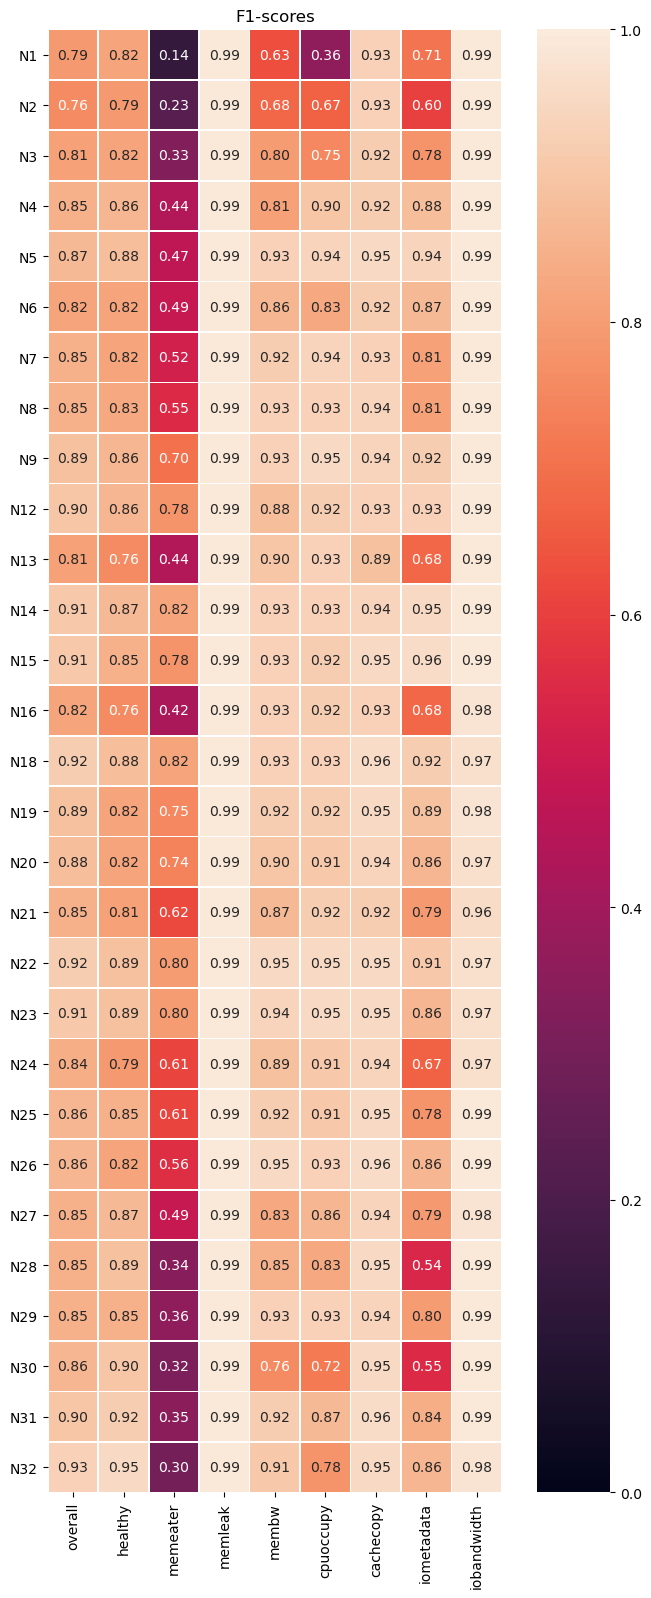 F1-scores
N1 0.79 0.82 0.14 0.99 0.63 0.36 0.93 0.71 0.99
N2 0.76 0.79 0.23 0.99 0.68 0.67 0.93 0.60 0.99
N3 0.81 0.82 0.33 0.99 0.80 0.75 0.92 0.78 0.99
N4 0.85 0.86 0.44 0.99 0.81 0.90 0.92 0.88 0.99
N5 0.87 0.88 0.47 0.99 0.93 0.94 0.95 0.94 0.99
N6 0.82 0.82 0.49 0.99 0.86 0.83 0.92 0.87 0.99
N7 0.85 0.82 0.52 0.99 0.92 0.94 0.93 0.81 0.99
N8 0.85 0.83 0.55 0.99 0.93 0.93 0.94 0.81 0.99
N9 0.89 0.86 0.70 0.99 0.93 0.95 0.94 0.92 0.99
N12 0.90 0.86 0.78 0.99 0.88 0.92 0.93 0.93 0.99
N13 0.81 0.76 0.44 0.99 0.90 0.93 0.89 0.68 0.99
N14 0.91 0.87 0.82 0.99 0.93 0.93 0.94 0.95 0.99
N15 0.91 0.85 0.78 0.99 0.93 0.92 0.95 0.96 0.99
N16 0.82 0.76 0.42 0.99 0.93 0.92 0.93 0.68 0.98
N18 0.92 0.88 0.82 0.99 0.93 0.93 0.96 0.92 0.97
N19 0.89 0.82 0.75 0.99 0.92 0.92 0.95 0.89 0.98
N20 0.88 0.82 0.74 0.99 0.90 0.91 0.94 0.86 0.97
N21 0.85 0.81 0.62 0.99 0.87 0.92 0.92 0.79 0.96
N22 0.92 0.89 0.80 0.99 0.95 0.95 0.95 0.91 0.97
N23 0.91 0.89 0.80 0.99 0.94 0.95 0.95 0.86 0.97
N24 0.84 0.79 0.61 0.99 0.89 0.91 0.94 0.67 0.97
N25 0.86 0.85 0.61 0.99 0.92 0.91 0.95 0.78 0.99
N26 0.86 0.82 0.56 0.99 0.95 0.93 0.96 0.86 0.99
N27 0.85 0.87 0.49 0.99 0.83 0.86 0.94 0.79 0.98
N28 0.85 0.89 0.34 0.99 0.85 0.83 0.95 0.54 0.99
N29 0.85 0.85 0.36 0.99 0.93 0.93 0.94 0.80 0.99
N30 0.86 0.90 0.32 0.99 0.76 0.72 0.95 0.55 0.99
N31 0.90 0.92 0.35 0.99 0.92 0.87 0.96 0.84 0.99
N32 0.93 0.95 0.30 0.99 0.91 0.78 0.95 0.86 0.98
overall
healthy
memeater
memleak
membw
cpuoccupy
cachecopy
iometadata
iobandwidth
1.0
0.8
0.6
0.4
0.2
0.0